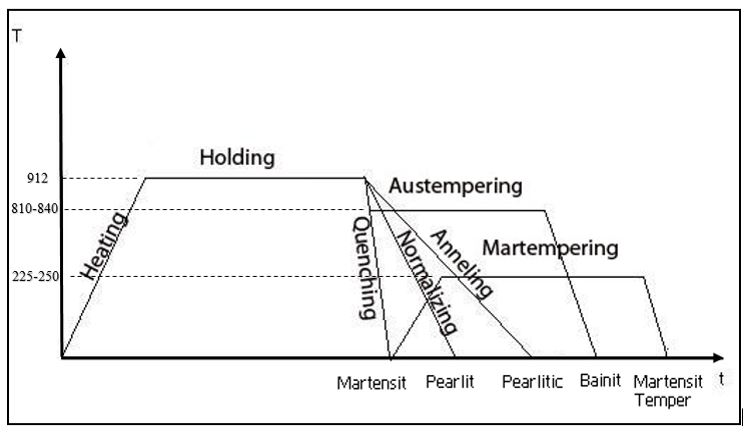 T
Holding
912
Austempering
810-840
Heating
Quenching
Normalizing
Anneling
Martempering
225-250
Martensit
Pearlit
Pearlitic
Bainit
Martensit
Temper
t